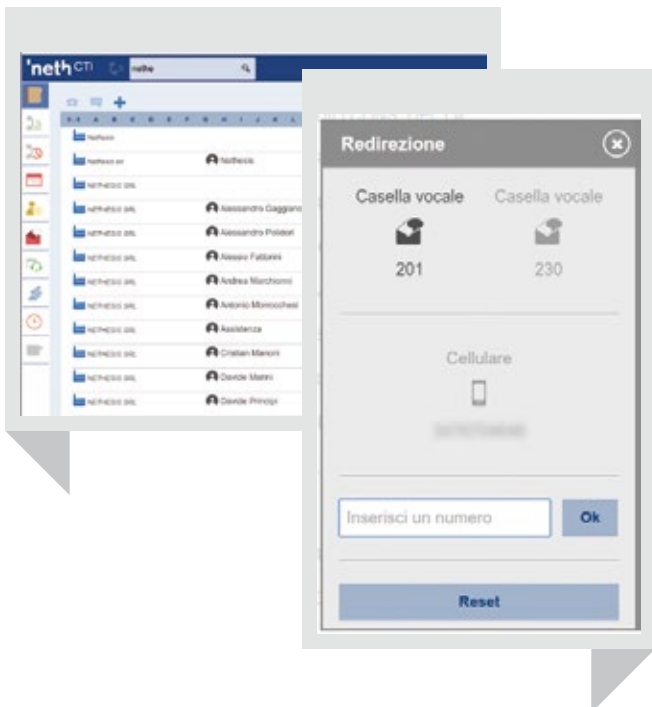 'neth CTI
nethe
0-9 A B C D E F G H I J K L
Nethesis
Nethesis srl Nethesis
NETHESIS SRL
NETHESIS SRL Alessandro Gaggiano
NETHESIS SRL Alessandro Polidori
NETHESIS SRL Alessio Fattorini
NETHESIS SRL Andrea Marchionni
NETHESIS SRL Antonio
NETHESIS SRL Assistenza
NETHESIS SRL Cristian Manoni
NETHESIS SRL Davide Marini
NETHESIS SRL Davide Principi
Redirezione
Casella vocale Casella vocale
201 230
Cellulare
Inserisci un numero Ok
Reset